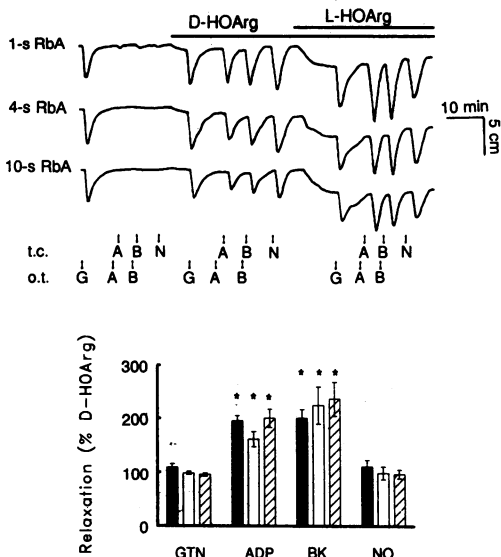 D-HOArg
L-HOArg
1-s RbA
4-s RbA
10-s RbA
10 min
5 cm
t.c. A B N A B N A B N
o.t. G A B G A B G A B
Relaxation (% D-HOArg)
300
200
100
0
* * * * * *
GTN ADP BK NO